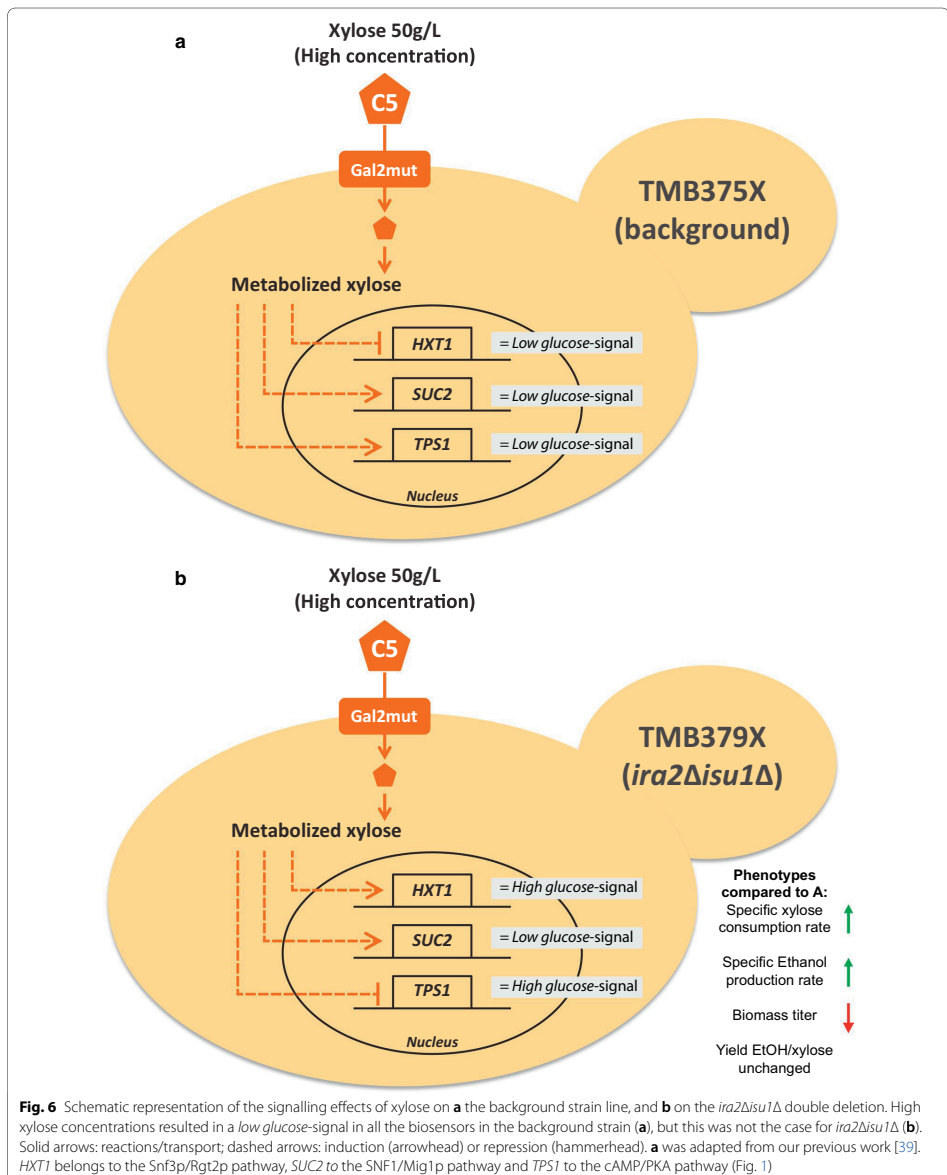 a
Xylose 50g/L
(High concentration)
C5
Gal2mut
TMB375X
(background)
Metabolized xylose
HXT1
= Low glucose-signal
SUC2
= Low glucose-signal
TPS1
= Low glucose-signal
Nucleus
b
Xylose 50g/L
(High concentration)
C5
Gal2mut
TMB379X
(ira2Δisu1Δ)
Metabolized xylose
HXT1
= High glucose-signal
SUC2
= Low glucose-signal
TPS1
= High glucose-signal
Nucleus
Phenotypes
compared to A:
Specific xylose
consumption rate
Specific Ethanol
production rate
Biomass titer
Yield EtOH/xylose
unchanged
Fig. 6 Schematic representation of the signalling effects of xylose on a the background strain line, and b on the ira2Δisu1Δ double deletion. High
xylose concentrations resulted in a low glucose-signal in all the biosensors in the background strain (a), but this was not the case for ira2Δisu1Δ (b).
Solid arrows: reactions/transport; dashed arrows: induction (arrowhead) or repression (hammerhead). a was adapted from our previous work [39].
HXT1 belongs to the Snf3p/Rgt2p pathway, SUC2 to the SNF1/Mig1p pathway and TPS1 to the cAMP/PKA pathway (Fig. 1)